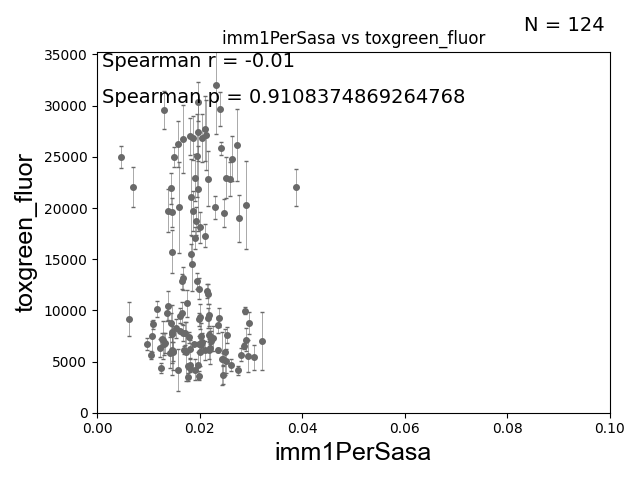 N = 124
imm1PerSasa vs toxgreen_fluor
Spearman r = -0.01
Spearman p = 0.9108374869264768
35000
30000
25000
20000
15000
10000
5000
0
toxgreen_fluor
0.00 0.02 0.04 0.06 0.08 0.10
imm1PerSasa